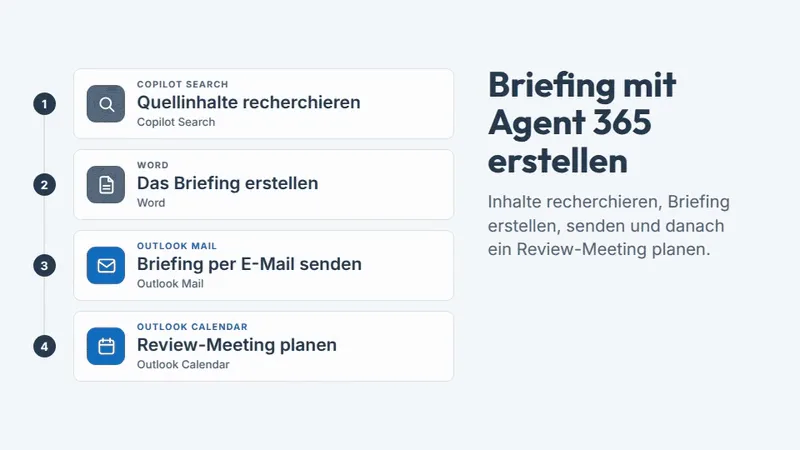 1
COPILOT SEARCH
Quellinhalte recherchieren
Copilot Search
2
WORD
Das Briefing erstellen
Word
3
OUTLOOK MAIL
Briefing per E-Mail senden
Outlook Mail
4
OUTLOOK CALENDAR
Review-Meeting planen
Outlook Calendar
Briefing mit
Agent 365
erstellen
Inhalte recherchieren, Briefing
erstellen, senden und danach
ein Review-Meeting planen.